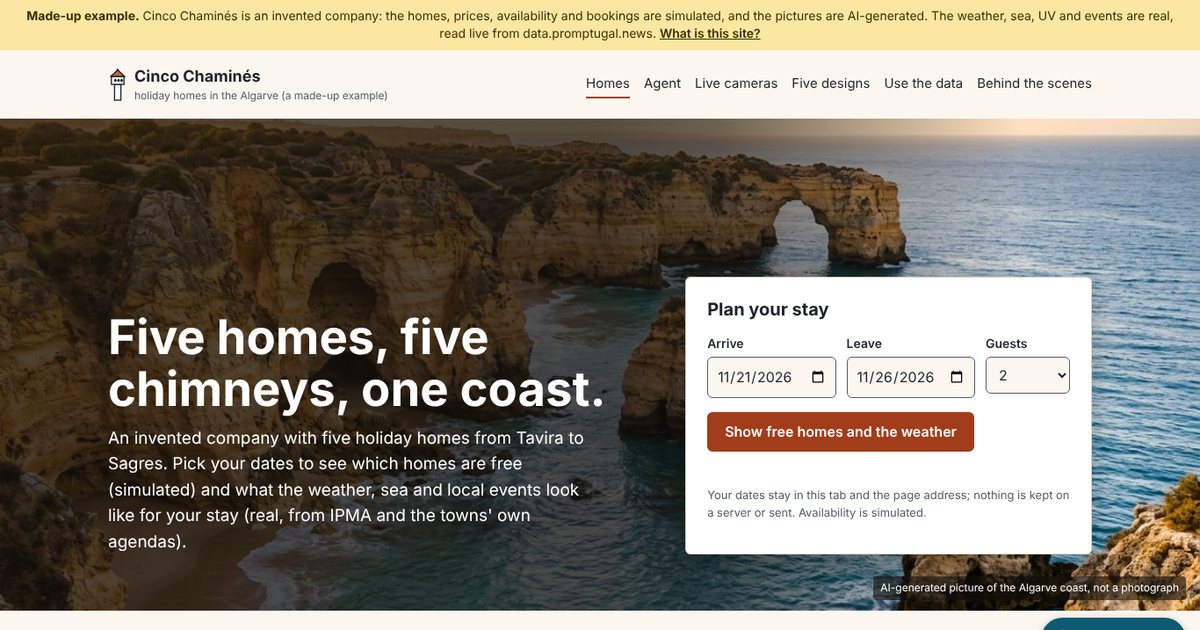 Made-up example. Cinco Chaminés is an invented company: the homes, prices, availability and bookings are simulated, and the pictures are AI-generated. The weather, sea, UV and events are real,
read live from data.promptugal.news. What is this site?
Cinco Chaminés
holiday homes in the Algarve (a made-up example)
Homes
Agent
Live cameras
Five designs
Use the data
Behind the scenes
Five homes, five
chimneys, one coast.
An invented company with five holiday homes from Tavira to
Sagres. Pick your dates to see which homes are free
(simulated) and what the weather, sea and local events look
like for your stay (real, from IPMA and the towns' own
agendas).
Plan your stay
Arrive
Leave
Guests
11/21/2026
11/26/2026
2
Show free homes and the weather
Your dates stay in this tab and the page address; nothing is kept on
a server or sent. Availability is simulated.
AI-generated picture of the Algarve coast, not a photograph